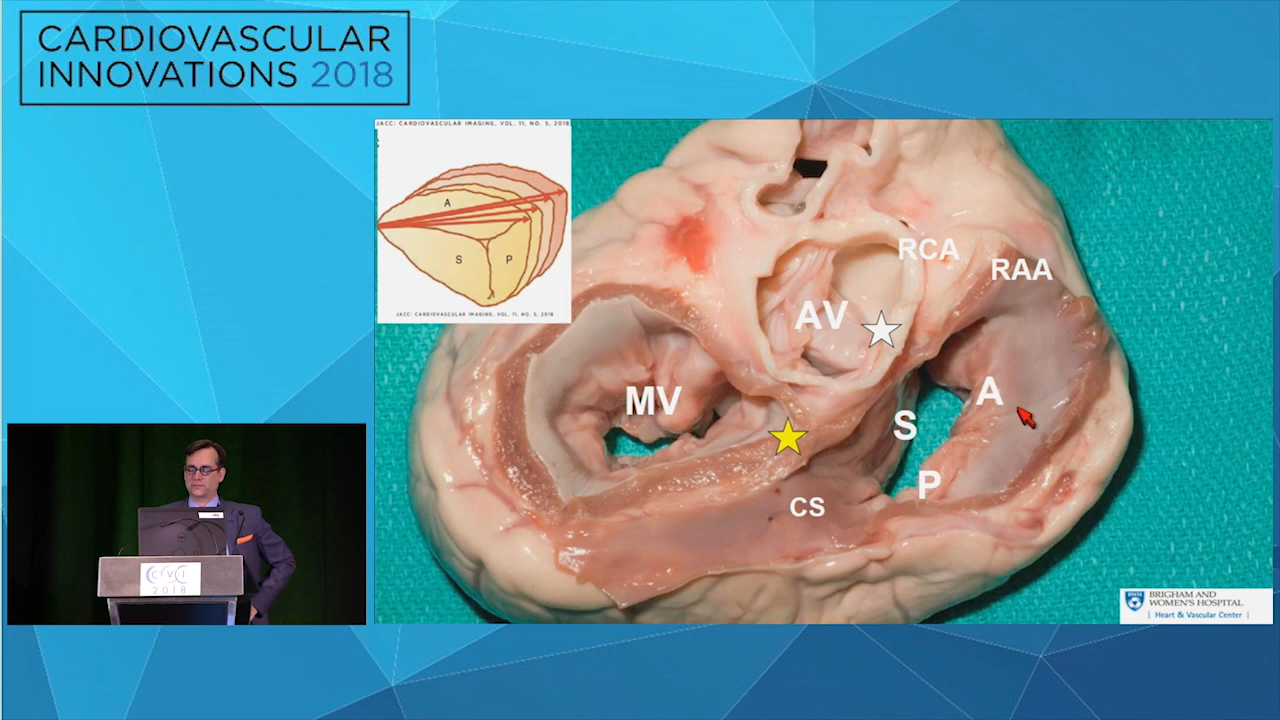 CARDIOVASCULAR
INNOVATIONS 2018
JACC: CARDIOVASCULAR IMAGING, VOL. 11, NO. 5, 2018
A
S
P
JACC: CARDIOVASCULAR IMAGING, VOL. 11, NO. 5, 2018
RCA
RAA
AV
MV
A
S
P
CS
CVI
2018
BRIGHAM AND
WOMEN'S HOSPITAL
Heart & Vascular Center